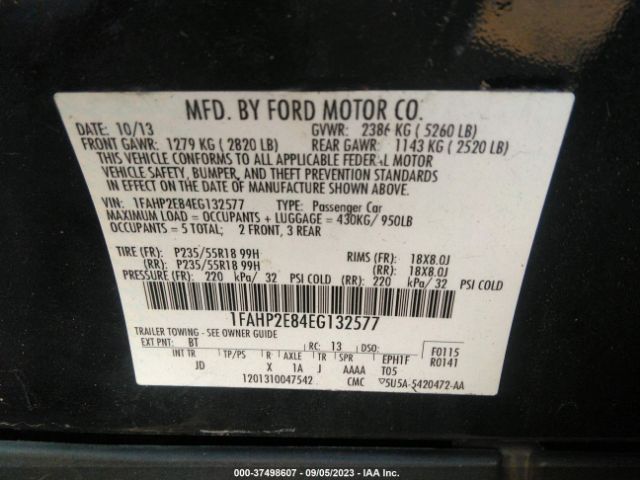 MFD. BY FORD MOTOR CO.
DATE: 10/13 GVWR: 2386 KG ( 5260 LB)
FRONT GAWR: 1279 KG ( 2820 LB) REAR GAWR: 1143 KG ( 2520 LB)
THIS VEHICLE CONFORMS TO ALL APPLICABLE FEDERAL MOTOR
VEHICLE SAFETY, BUMPER, AND THEFT PREVENTION STANDARDS
IN EFFECT ON THE DATE OF MANUFACTURE SHOWN ABOVE.
VIN: 1FAHP2E84EG132577 TYPE: Passenger Car
MAXIMUM LOAD = OCCUPANTS + LUGGAGE = 430KG/ 950LB
OCCUPANTS = 5 TOTAL; 2 FRONT, 3 REAR
TIRE (FR): P235/55R18 99H RIMS (FR): 18X8.0J
(RR): P235/55R18 99H (RR): 18X8.0J
PRESSURE (FR): 220 kPa/ 32 PSI COLD (RR): 220 kPa/ 32 PSI COLD
1FAHP2E84EG132577
TRAILER TOWING - SEE OWNER GUIDE
EXT PNT: BT RC: 13 DSO: F0115
INT TR TP/PS R AXLE TR SPR EPH1F R0141
JD X 1A J AAAA T05
1201310047542 CMC ▽5U5A-5420472-AA
000-37498607 - 09/05/2023 - IAA Inc.